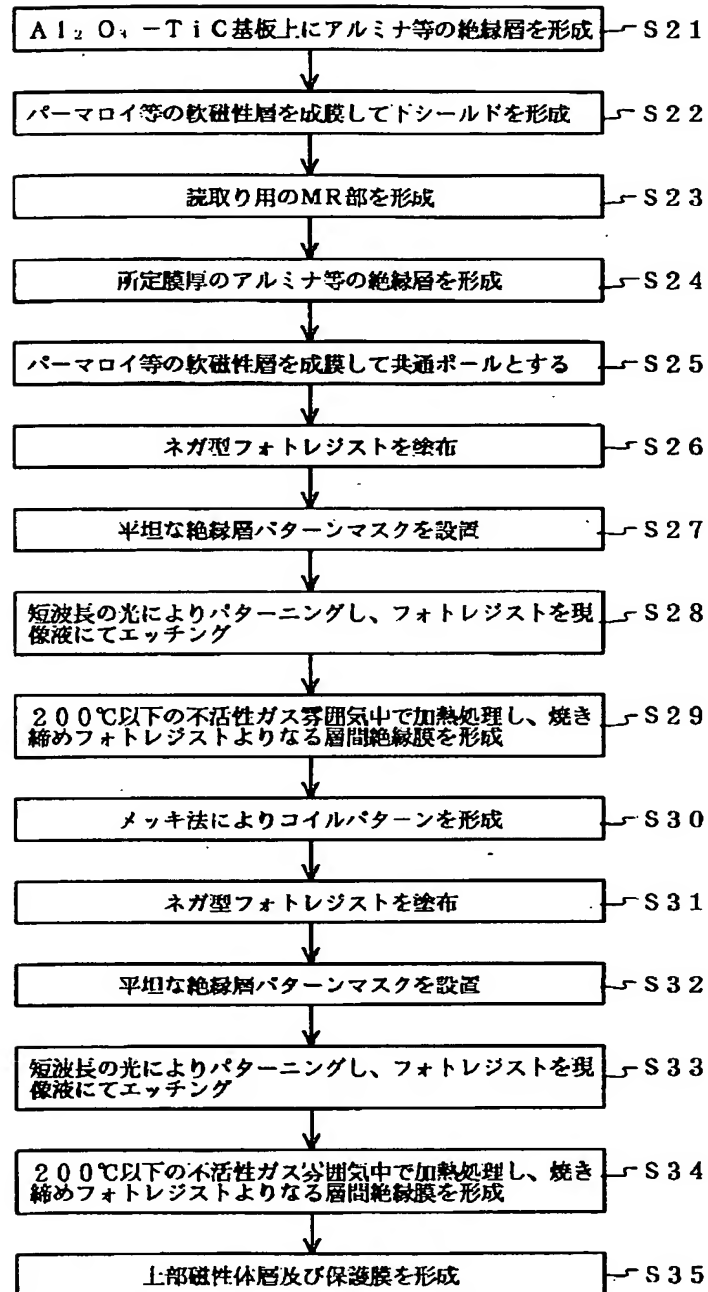 Al₂O₃－TiC基板上にアルミナ等の絶縁層を形成 S21
パーマロイ等の軟磁性層を成膜して下シールドを形成 S22
読取り用のMR部を形成 S23
所定膜厚のアルミナ等の絶縁層を形成 S24
パーマロイ等の軟磁性層を成膜して共通ポールとする S25
ネガ型フォトレジストを塗布 S26
平坦な絶縁層パターンマスクを設置 S27
短波長の光によりパターニングし、フォトレジストを現 S28
像液にてエッチング
200℃以下の不活性ガス雰囲気中で加熱処理し、焼き S29
締めフォトレジストよりなる層間絶縁膜を形成
メッキ法によりコイルパターンを形成 S30
ネガ型フォトレジストを塗布 S31
平坦な絶縁層パターンマスクを設置 S32
短波長の光によりパターニングし、フォトレジストを現 S33
像液にてエッチング
200℃以下の不活性ガス雰囲気中で加熱処理し、焼き S34
締めフォトレジストよりなる層間絶縁膜を形成
上部磁性体層及び保護膜を形成 S35